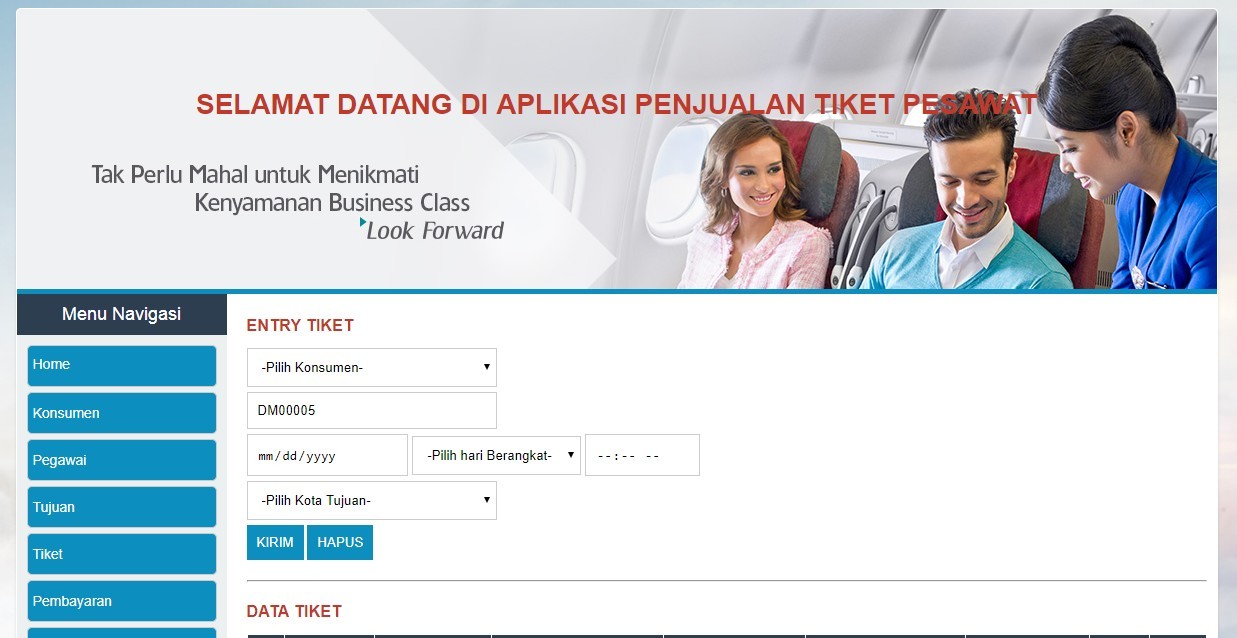 SELAMAT DATANG DI APLIKASI PENJUALAN TIKET PESAWAT
Tak Perlu Mahal untuk Menikmati
Kenyamanan Business Class
Look Forward
Menu Navigasi
Home
Konsumen
Pegawai
Tujuan
Tiket
Pembayaran
ENTRY TIKET
-Pilih Konsumen-
DM00005
mm/dd/yyyy -Pilih hari Berangkat- --:-- --
-Pilih Kota Tujuan-
KIRIM HAPUS
DATA TIKET